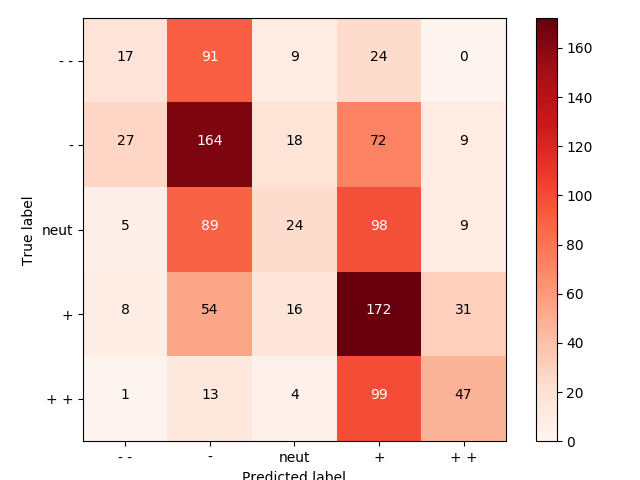 - - 17 91 9 24 0
- 27 164 18 72 9
neut 5 89 24 98 9
+ 8 54 16 172 31
+ + 1 13 4 99 47
- - - neut + + +
True label
Predicted label
160
140
120
100
80
60
40
20
0